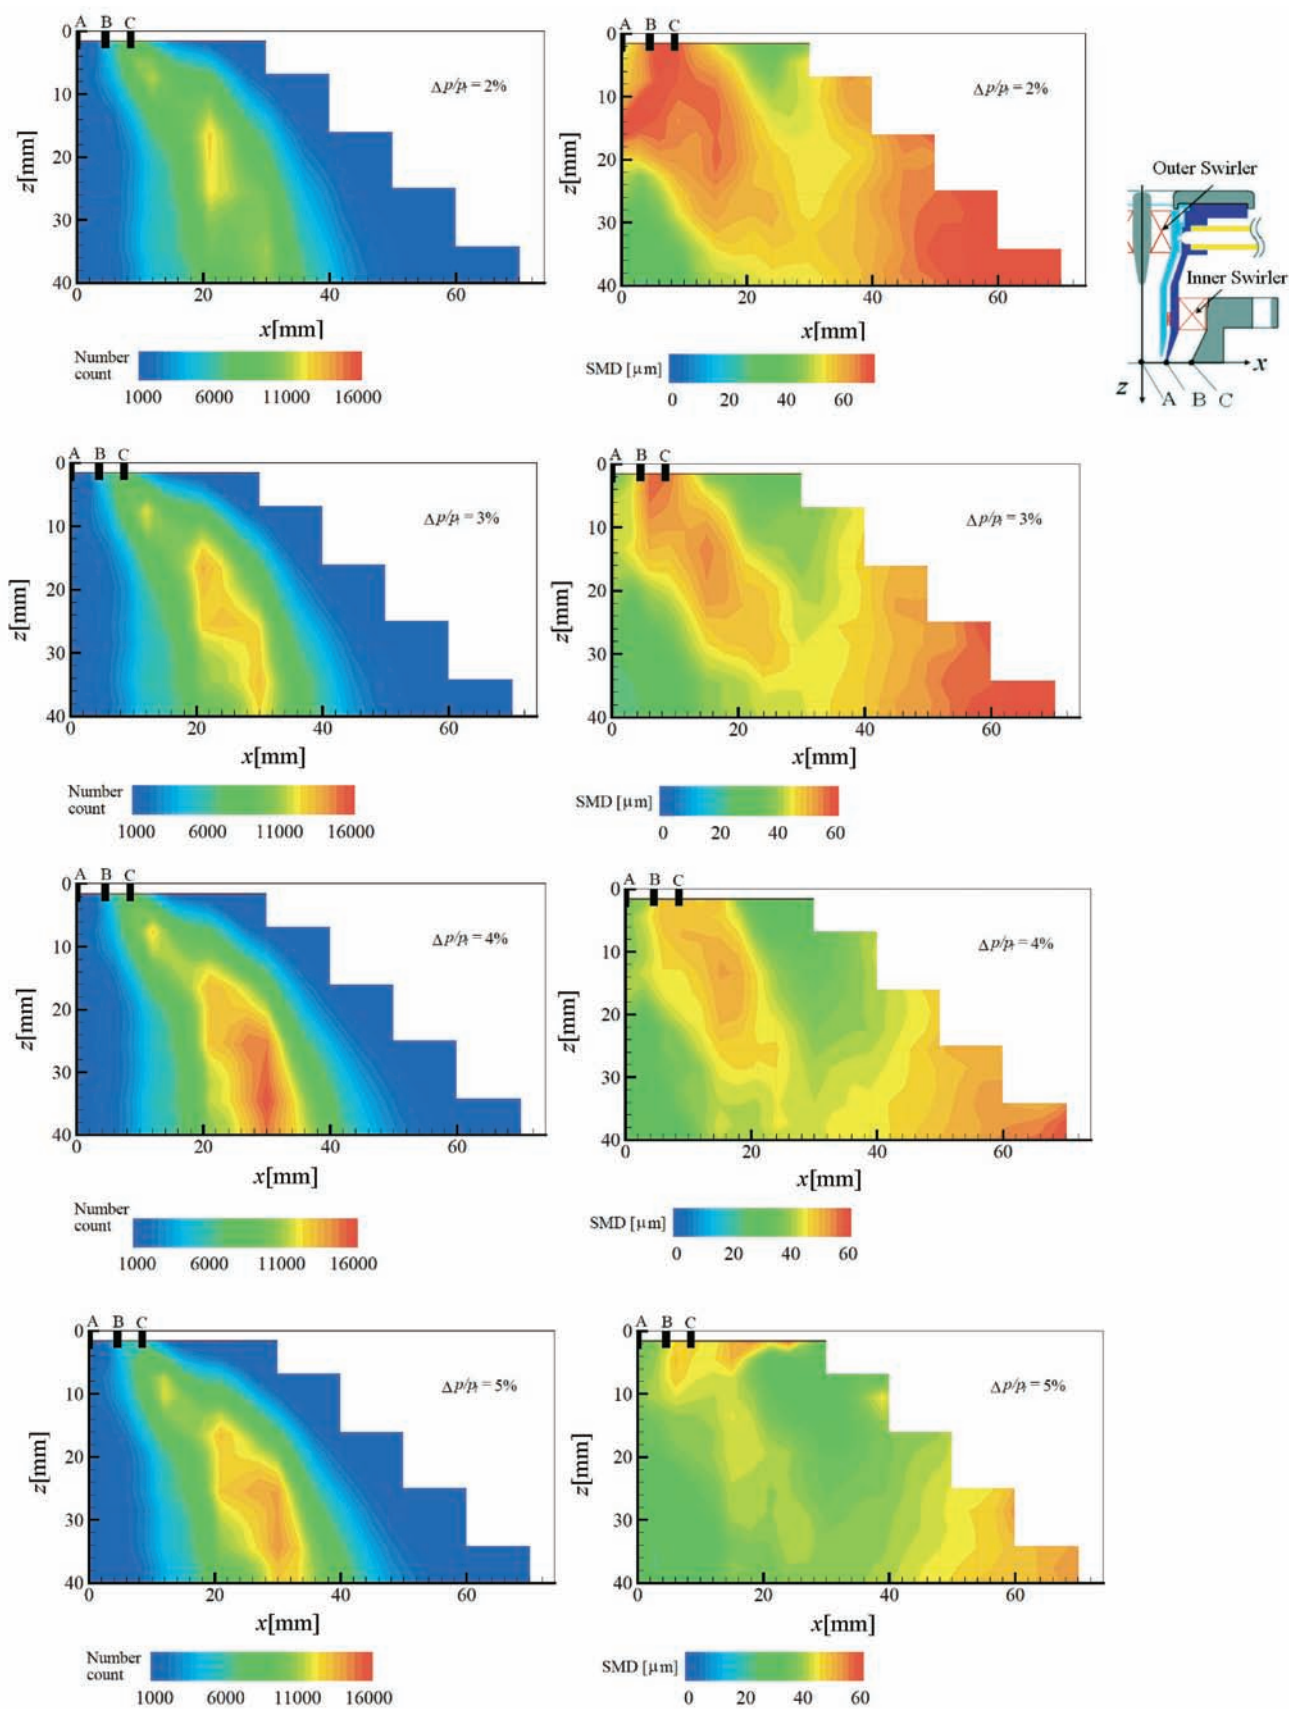 A B C
0
10
20
30
40
z[mm]
Δp/pₜ = 2%
0 20 40 60
x[mm]
Number count
1000 6000 11000 16000
A B C
0
10
20
30
40
z[mm]
Δp/pₜ = 2%
0 20 40 60
x[mm]
SMD [μm]
0 20 40 60
Outer Swirler
Inner Swirler
x
z
A B C
A B C
0
10
20
30
40
z[mm]
Δp/pₜ = 3%
0 20 40 60
x[mm]
Number count
1000 6000 11000 16000
A B C
0
10
20
30
40
z[mm]
Δp/pₜ = 3%
0 20 40 60
x[mm]
SMD [μm]
0 20 40 60
A B C
0
10
20
30
40
z[mm]
Δp/pₜ = 4%
0 20 40 60
x[mm]
Number count
1000 6000 11000 16000
A B C
0
10
20
30
40
z[mm]
Δp/pₜ = 4%
0 20 40 60
x[mm]
SMD [μm]
0 20 40 60
A B C
0
10
20
30
40
z[mm]
Δp/pₜ = 5%
0 20 40 60
x[mm]
Number count
1000 6000 11000 16000
A B C
0
10
20
30
40
z[mm]
Δp/pₜ = 5%
0 20 40 60
x[mm]
SMD [μm]
0 20 40 60